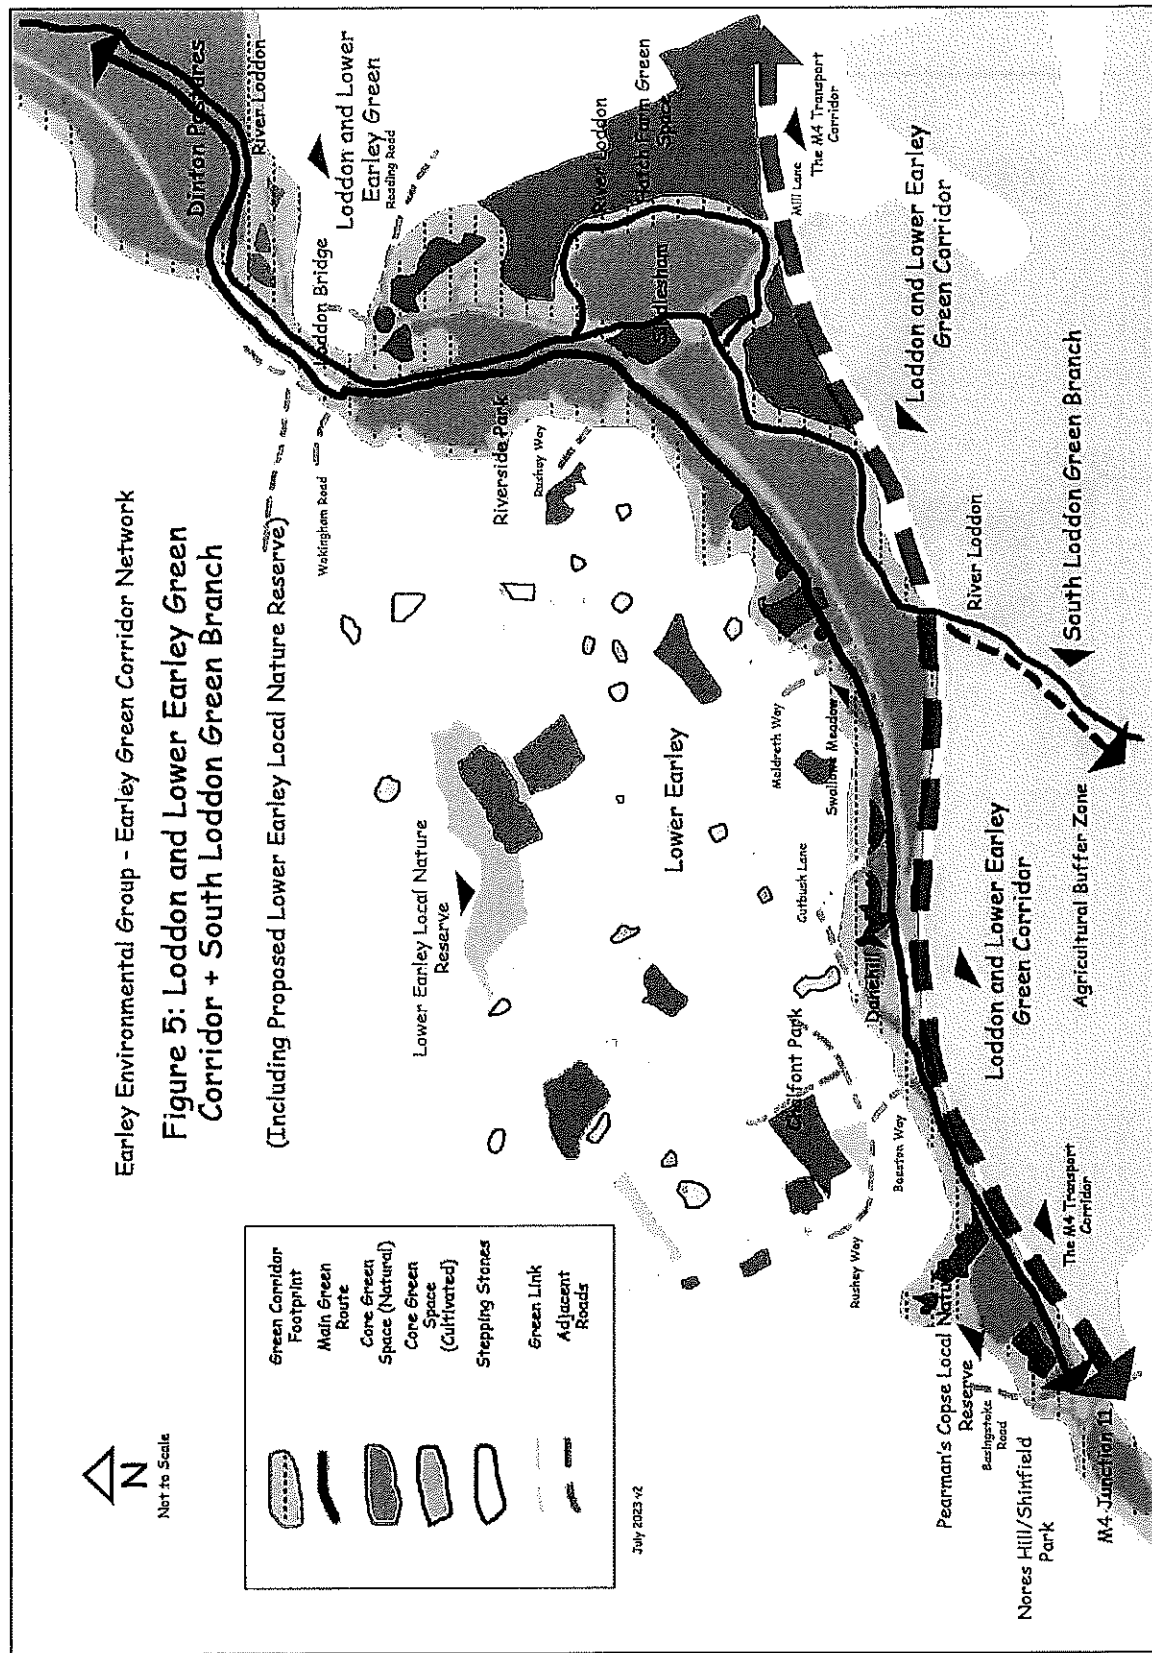 Earley Environmental Group - Earley Green Corridor Network
Figure 5: Loddon and Lower Earley Green
Corridor + South Loddon Green Branch
(Including Proposed Lower Earley Local Nature Reserve)
N
Not to Scale
Green Corridor
Footprint
Main Green
Route
Core Green
Space (Natural)
Core Green
Space
(Cultivated)
Stepping Stones
Green Link
Adjacent
Roads
July 2023 v2
Dinton Pastures
River Loddon
Loddon and Lower
Earley Green
Reading Road
Loddon Bridge
Wokingham Road
Riverside Park
Rushey Way
River Loddon
Hatch Farm Green
Space
Sindlesham
Mill Lane
The M4 Transport
Corridor
Loddon and Lower Earley
Green Corridor
Lower Earley Local Nature
Reserve
Lower Earley
Meldreth Way
Swallows Meadow
Cutbush Lane
Chalfont Park
Danehill
River Loddon
South Loddon Green Branch
Loddon and Lower Earley
Green Corridor
Agricultural Buffer Zone
Rushey Way
Beeston Way
The M4 Transport
Corridor
Pearman's Copse Local Nature
Reserve
Basingstoke
Road
Nores Hill/Shinfield
Park
M4 Junction 11